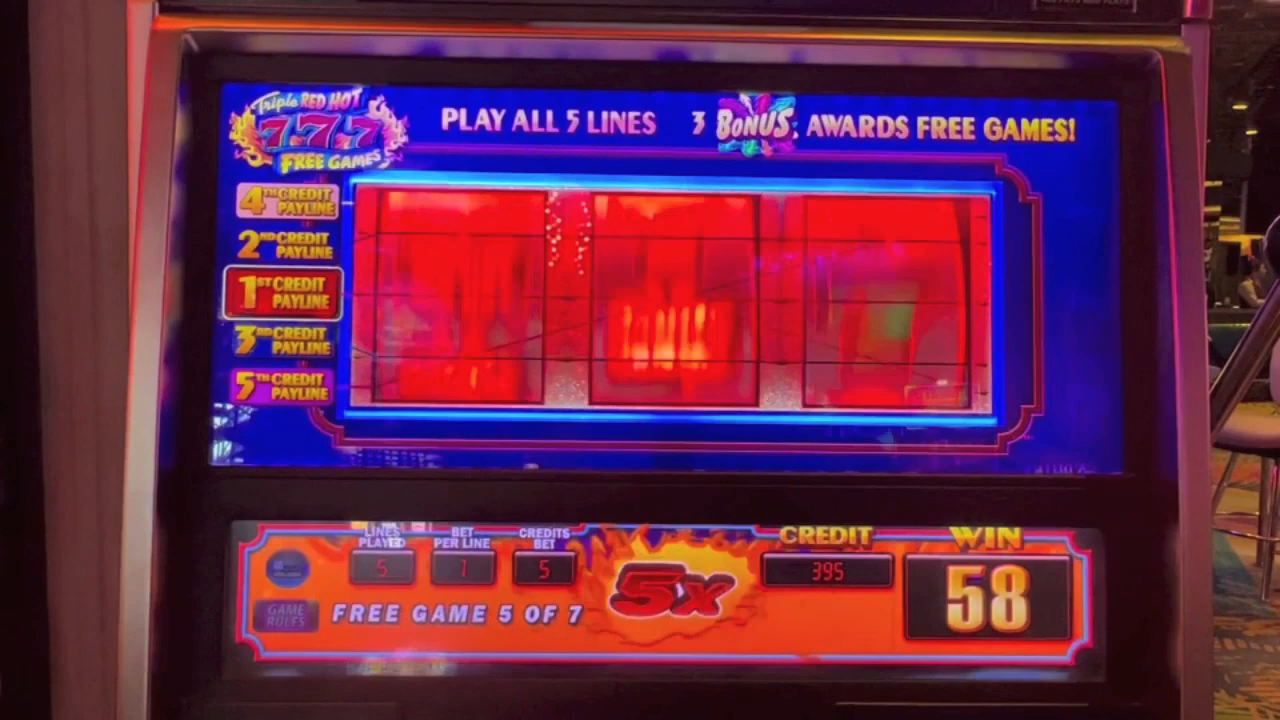 Triple RED HOT
777
FREE GAMES
PLAY ALL 5 LINES 3 BONUS, AWARDS FREE GAMES!
4TH CREDIT
PAYLINE
2ND CREDIT
PAYLINE
1ST CREDIT
PAYLINE
3RD CREDIT
PAYLINE
5TH CREDIT
PAYLINE
LINES
PLAYED
5
BET
PER LINE
1
CREDITS
BET
5
5x
CREDIT
395
WIN
58
GAME
RULES
FREE GAME 5 OF 7